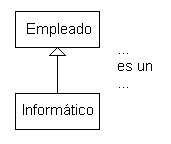 Empleado
...
es un
...
Informático